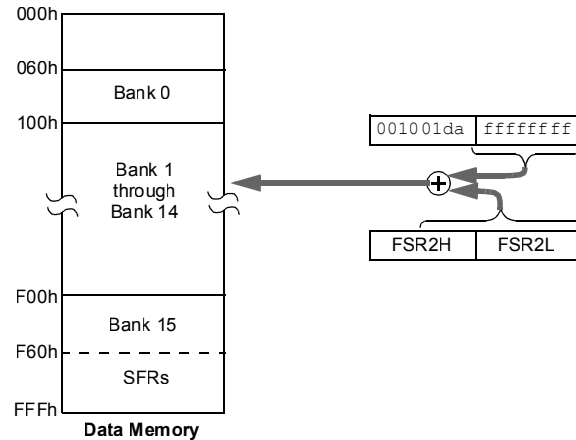 000h
060h
Bank 0
100h
001001da ffffffff
Bank 1
through
Bank 14
FSR2H FSR2L
F00h
Bank 15
F60h
SFRs
FFFh
Data Memory